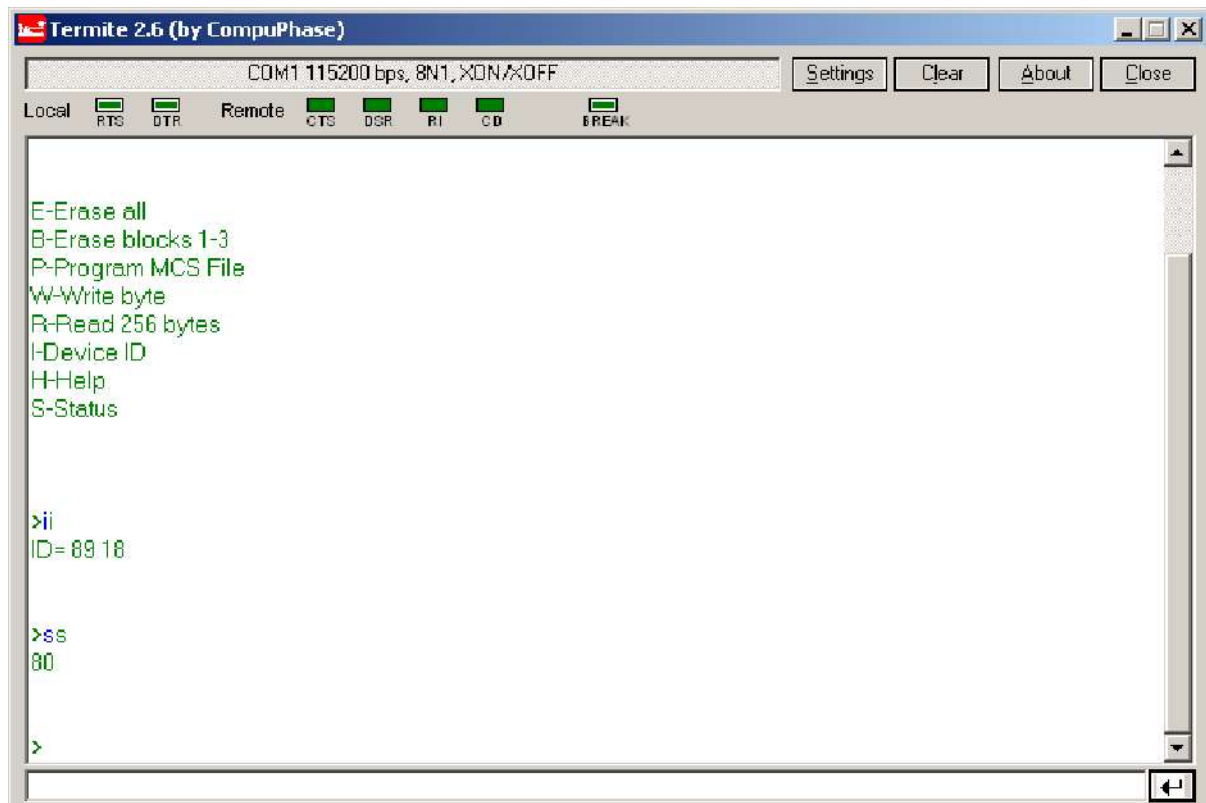 Termite 2.6 (by CompuPhase)
COM1 115200 bps, 8N1, XON/XOFF Settings Clear About Close
Local RTS DTR Remote CTS DSR RI CD BREAK
E-Erase all
B-Erase blocks 1-3
P-Program MCS File
W-Write byte
R-Read 256 bytes
I-Device ID
H-Help
S-Status
>ii
ID= 89 18
>ss
80
>